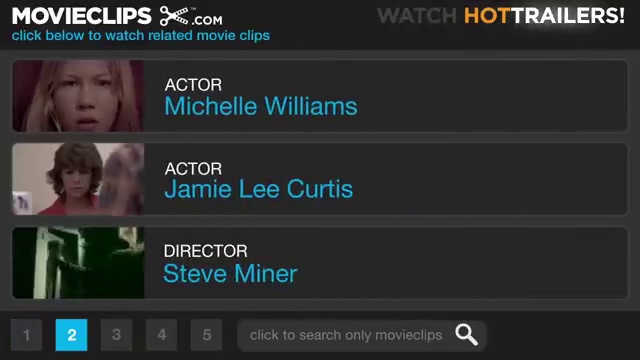 MOVIECLIPS.COM
WATCH HOTTRAILERS!
click below to watch related movie clips
ACTOR
Michelle Williams
ACTOR
Jamie Lee Curtis
DIRECTOR
Steve Miner
1 2 3 4 5 click to search only movieclips